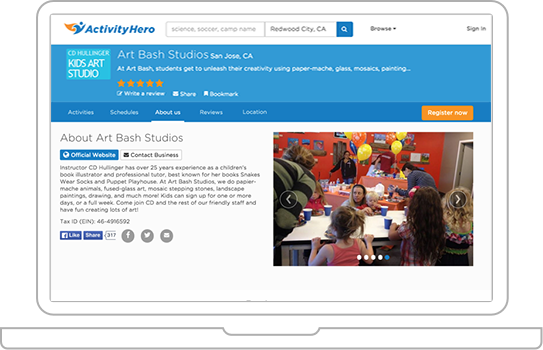 ActivityHero science, soccer, camp name Redwood City, CA Browse Sign in
CD HULLINGER
KIDS ART
STUDIO
Art Bash Studios San Jose, CA
At Art Bash, students get to unleash their creativity using paper-mache, glass, mosaics, painting...
Write a review Share Bookmark
Activities Schedules About us Reviews Location Register now
About Art Bash Studios
Official Website Contact Business
Instructor CD Hullinger has over 25 years experience as a children's
book illustrator and professional tutor, best known for her books Snakes
Wear Socks and Puppet Playhouse. At Art Bash Studios, we do papier-
mache animals, fused-glass art, mosaic stepping stones, landscape
paintings, drawing, and much more! Kids can sign up for one or more
days, or a full week. Come join CD and the rest of our friendly staff and
have fun creating lots of art!
Tax ID (EIN): 46-4916592
Like Share 317